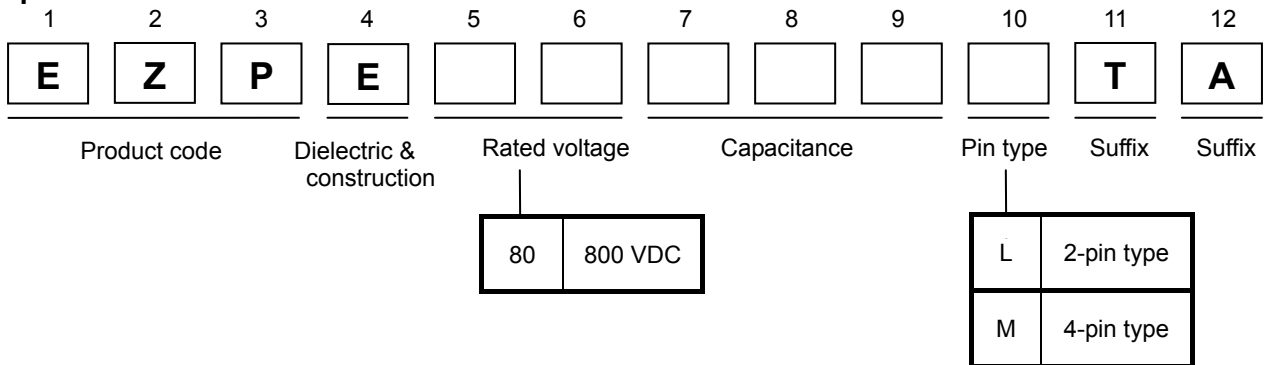 1 2 3 4 5 6 7 8 9 10 11 12
E Z P E T A
Product code Dielectric & Rated voltage Capacitance Pin type Suffix Suffix
construction
80 800 VDC
L 2-pin type
M 4-pin type